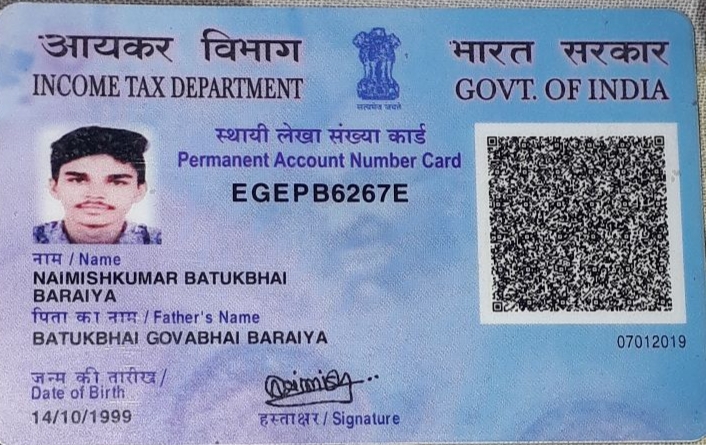 आयकर विभाग
INCOME TAX DEPARTMENT
भारत सरकार
GOVT. OF INDIA
सत्यमेव जयते
स्थायी लेखा संख्या कार्ड
Permanent Account Number Card
EGEPB6267E
नाम / Name
NAIMISHKUMAR BATUKBHAI
BARAIYA
पिता का नाम / Father's Name
BATUKBHAI GOVABHAI BARAIYA
07012019
जन्म की तारीख /
Date of Birth
14/10/1999
Naimish
हस्ताक्षर / Signature